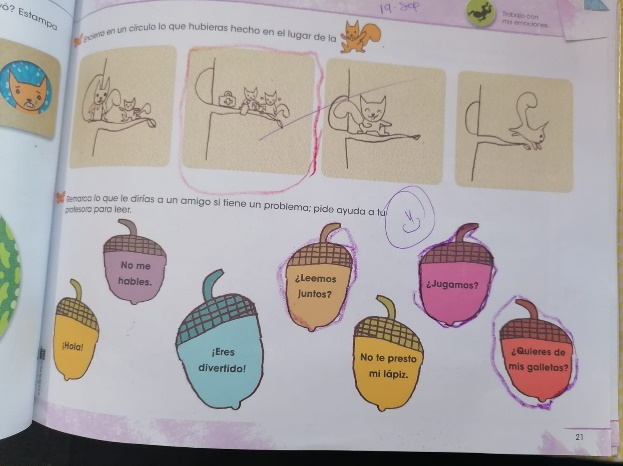 yó? Estampa
19-Sep
Trabajo con
mis emociones
Encierro en un círculo lo que hubieras hecho en el lugar de la
Remarca lo que le dirías a un amigo si tiene un problema; pide ayuda a tu
profesora para leer.
No me
hables.
¿Leemos
juntos?
¿Jugamos?
¡Hola!
¡Eres
divertido!
No te presto
mi lápiz.
¿Quieres de
mis galletas?
21